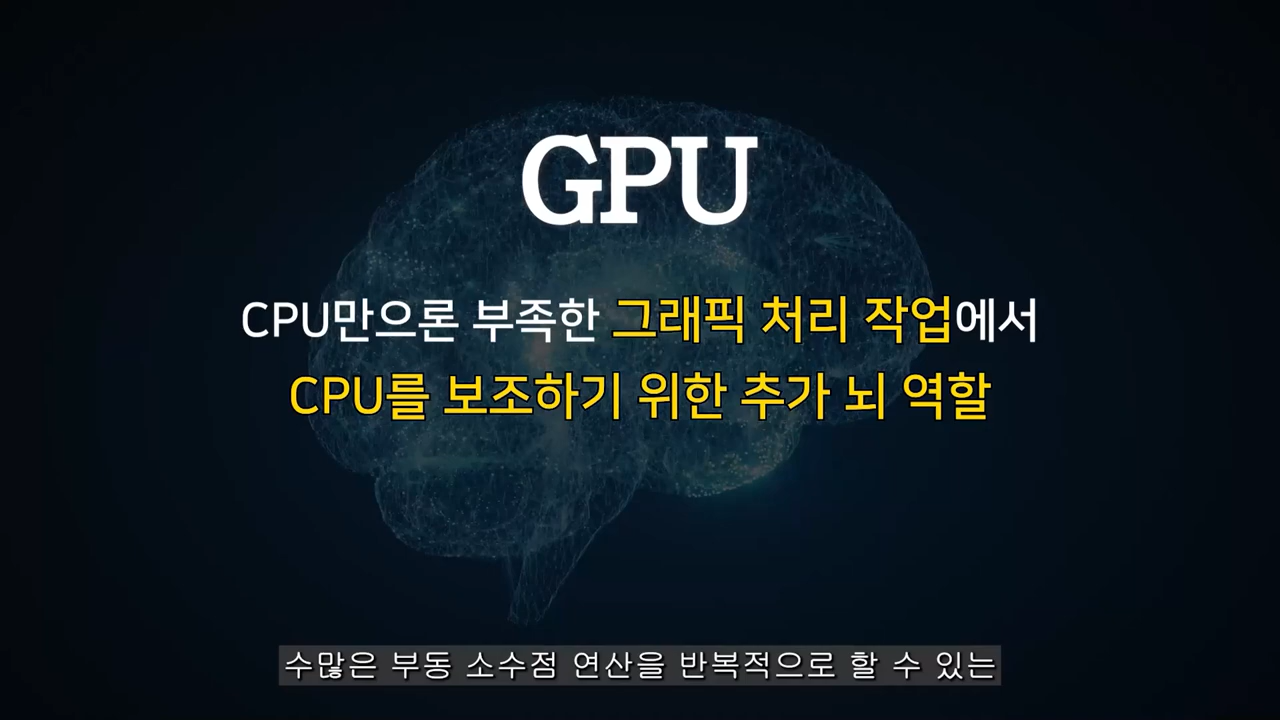 GPU
CPU만으론 부족한 그래픽 처리 작업에서
CPU를 보조하기 위한 추가 뇌 역할
수많은 부동 소수점 연산을 반복적으로 할 수 있는